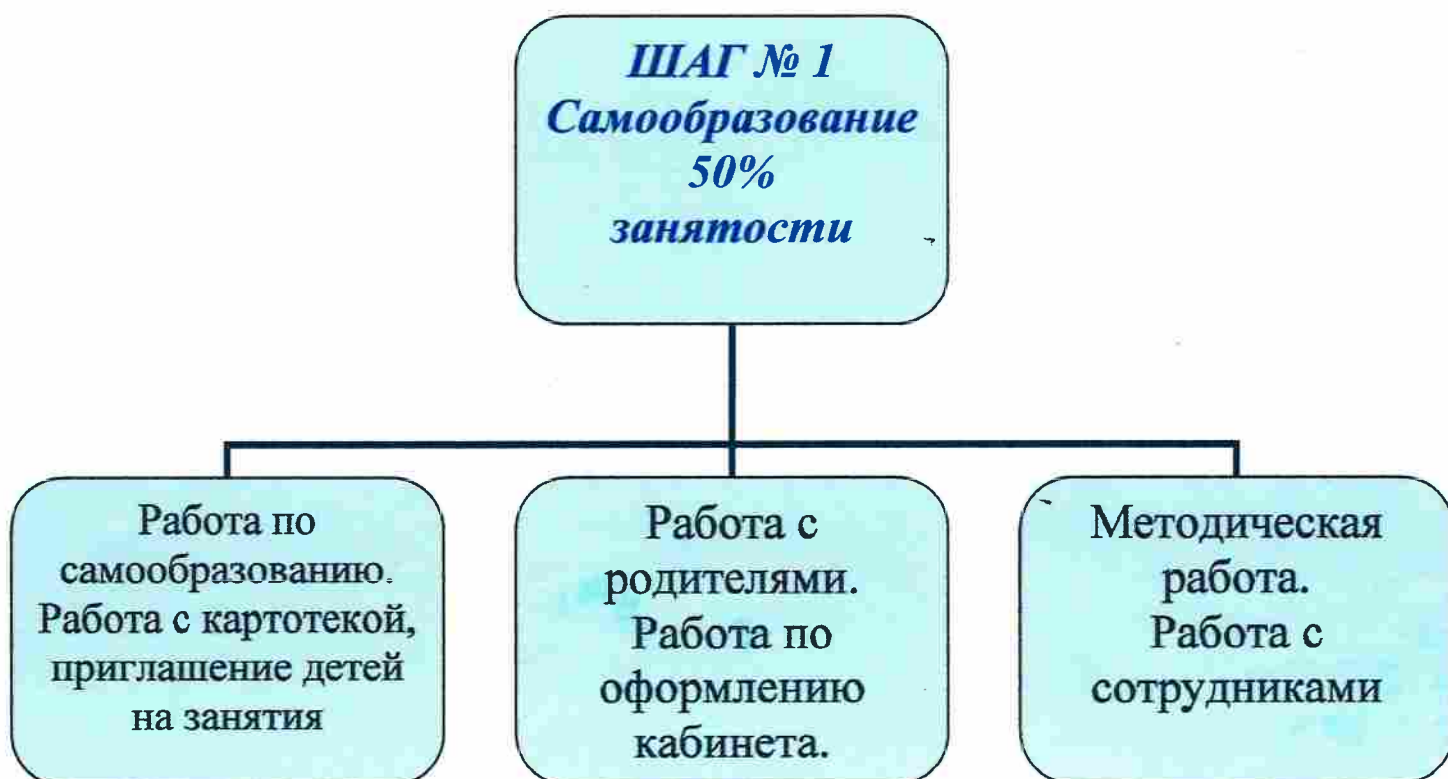 ШАГ № 1
Самообразование
50%
занятости
Работа по
самообразованию.
Работа с картотекой,
приглашение детей
на занятия
Работа с
родителями.
Работа по
оформлению
кабинета.
Методическая
работа.
Работа с
сотрудниками